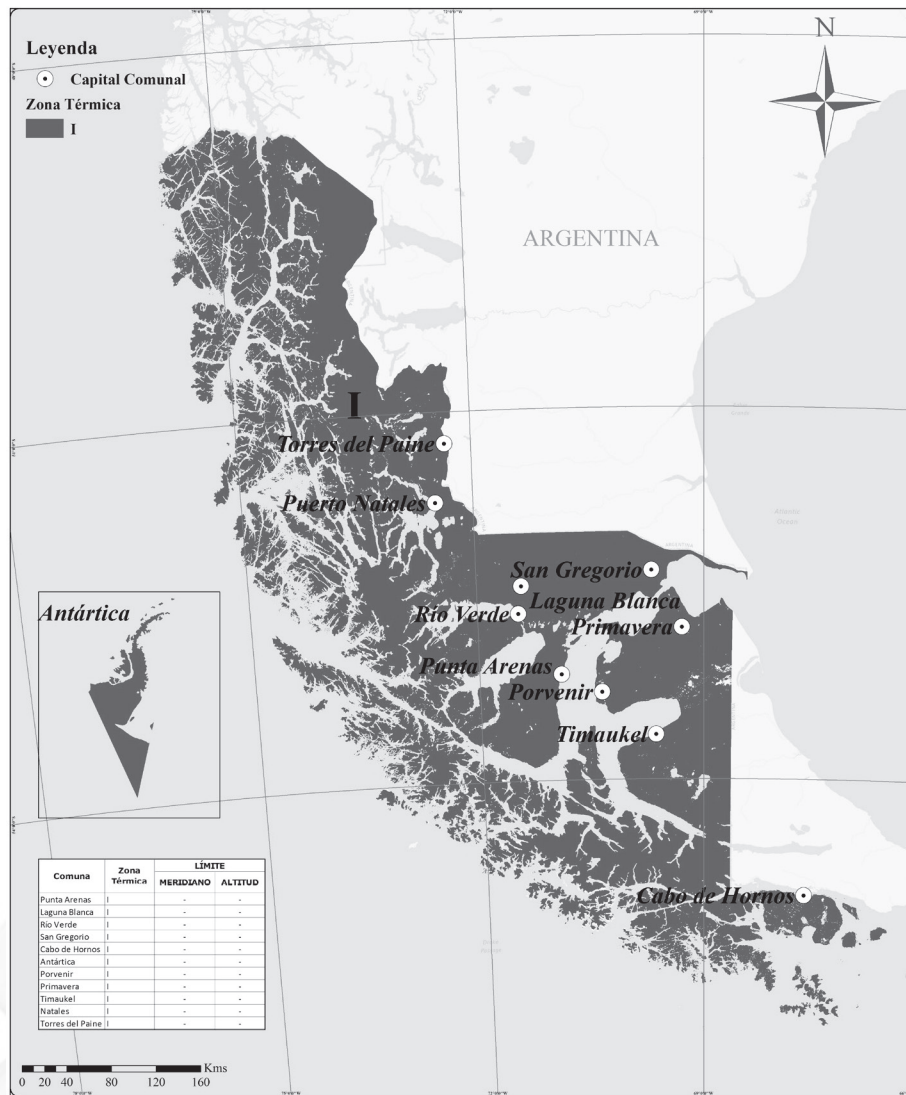 N
Leyenda
Capital Comunal
Zona Térmica
I
ARGENTINA
I
Torres del Paine
Puerto Natales
San Gregorio
Laguna Blanca
Río Verde
Primavera
Punta Arenas
Porvenir
Timaukel
Cabo de Hornos
Antártica
Comuna Zona Térmica LÍMITE
MERIDIANO ALTITUD
Punta Arenas I - -
Laguna Blanca I - -
Río Verde I - -
San Gregorio I - -
Cabo de Hornos I - -
Antártica I - -
Porvenir I - -
Primavera I - -
Timaukel I - -
Natales I - -
Torres del Paine I - -
Kms
0 20 40 80 120 160